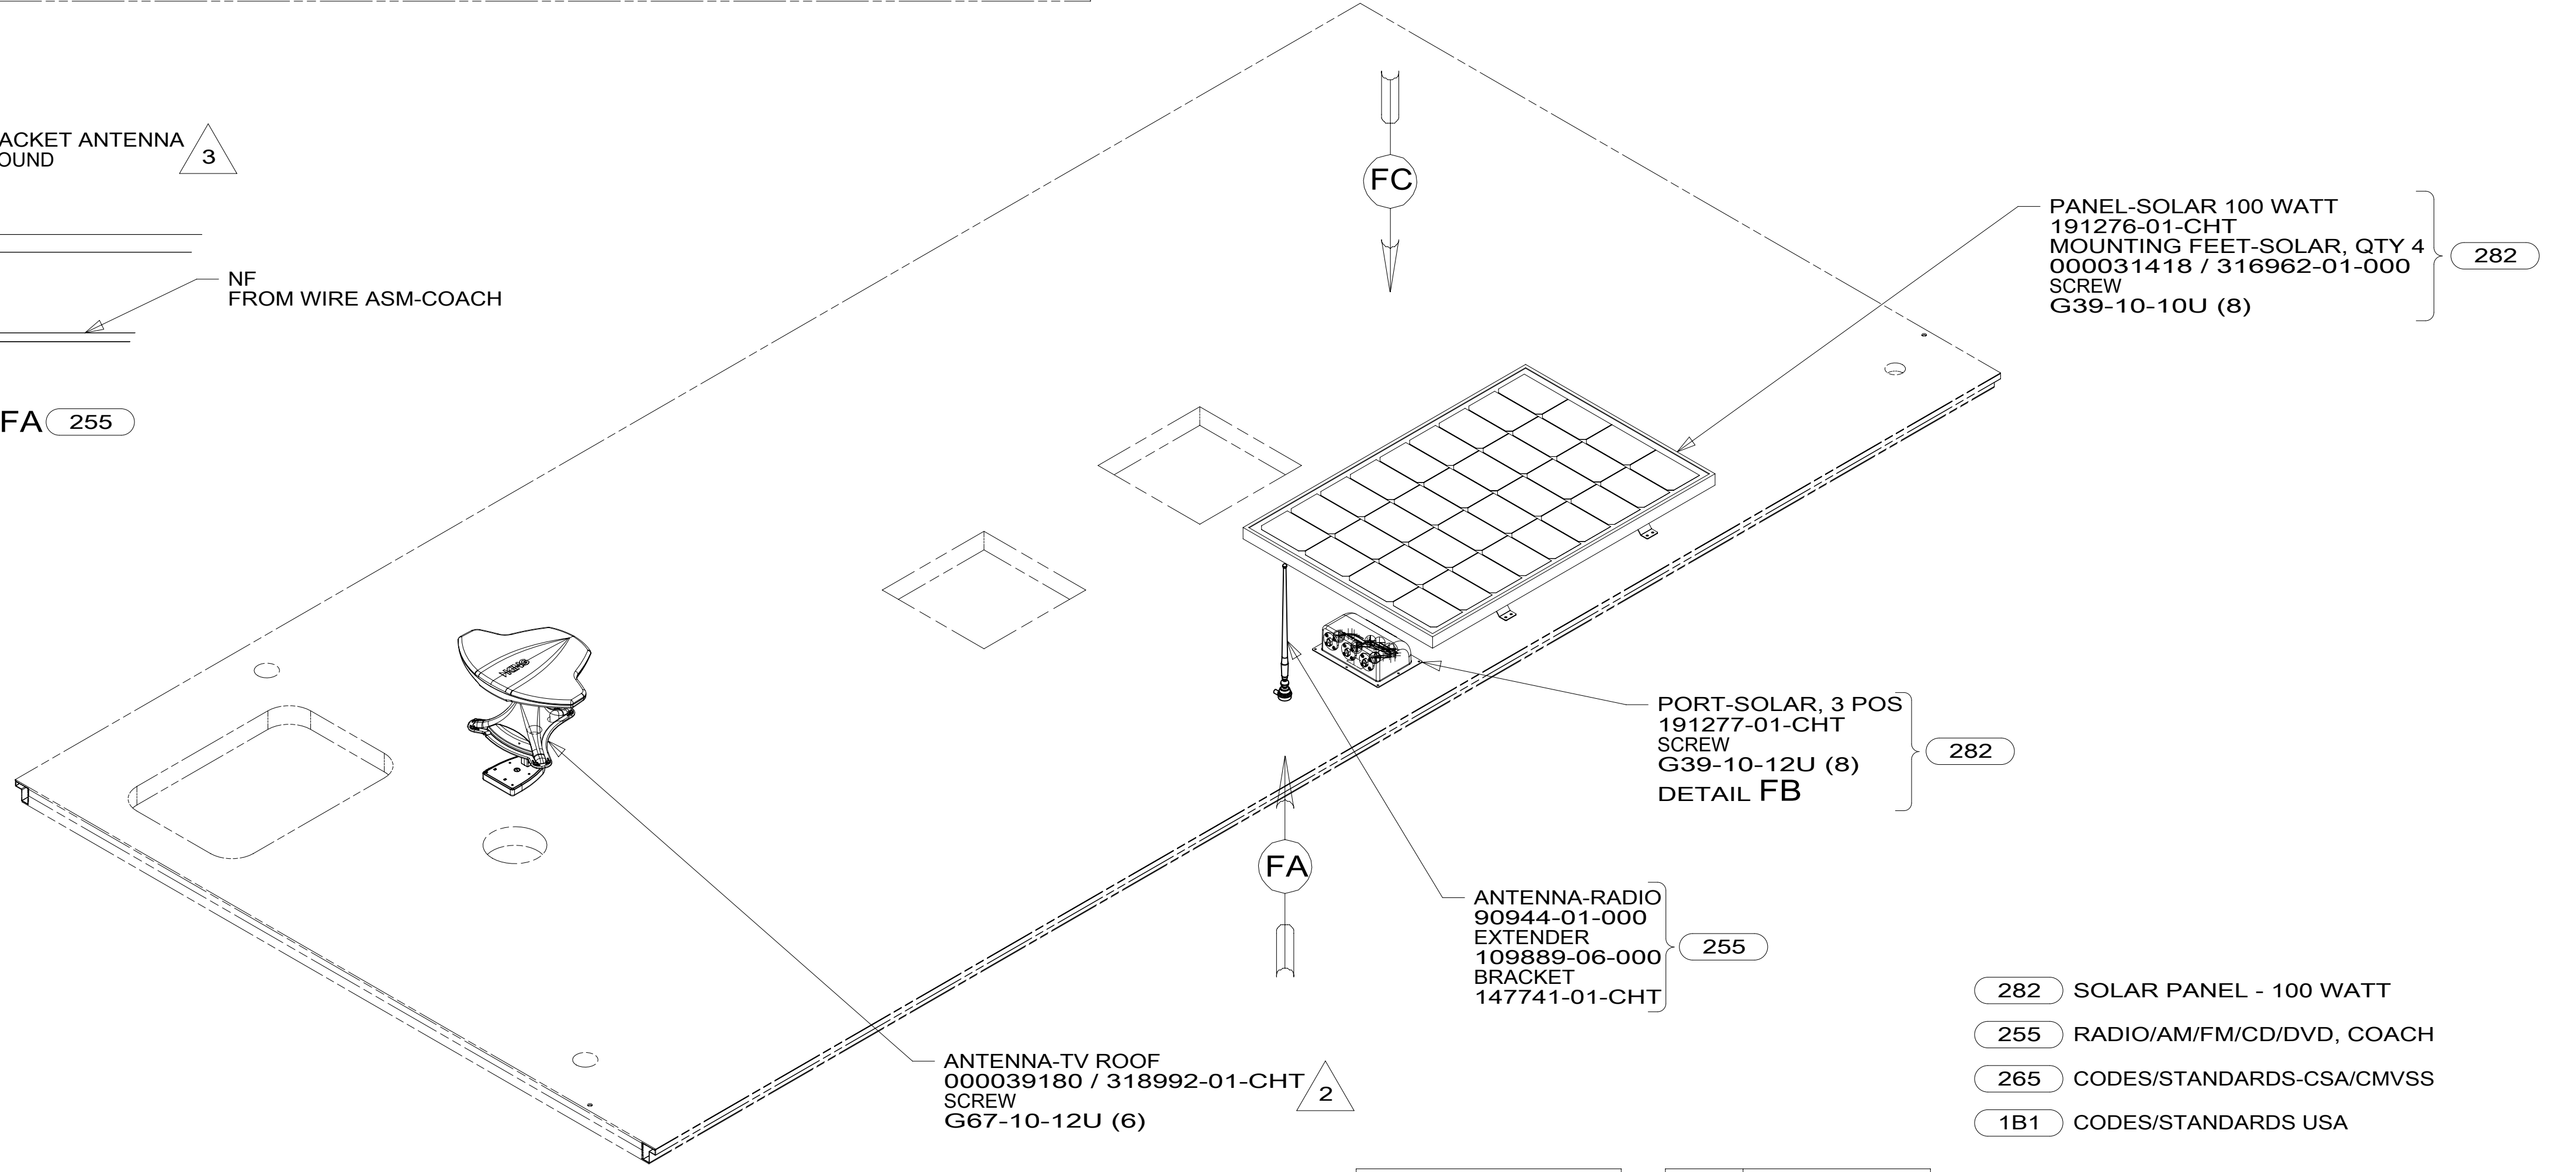 ACKET ANTENNA
OUND
3
NF
FROM WIRE ASM-COACH
FA 255
FC
PANEL-SOLAR 100 WATT
191276-01-CHT
MOUNTING FEET-SOLAR, QTY 4
000031418 / 316962-01-000
SCREW
G39-10-10U (8)
282
KING
PORT-SOLAR, 3 POS
191277-01-CHT
SCREW
G39-10-12U (8)
DETAIL FB
282
FA
ANTENNA-RADIO
90944-01-000
EXTENDER
109889-06-000
BRACKET
147741-01-CHT
255
ANTENNA-TV ROOF
000039180 / 318992-01-CHT
SCREW
G67-10-12U (6)
2
282 SOLAR PANEL - 100 WATT
255 RADIO/AM/FM/CD/DVD, COACH
265 CODES/STANDARDS-CSA/CMVSS
1B1 CODES/STANDARDS USA